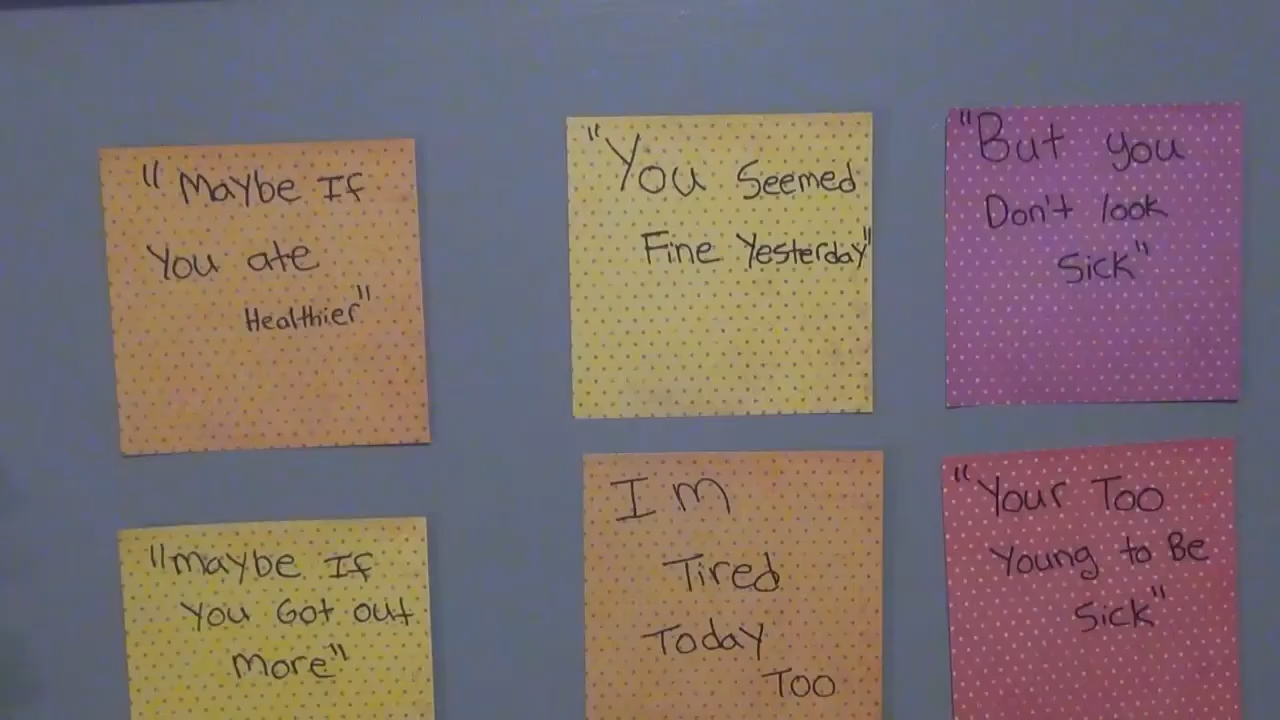 "Maybe If
You ate
Healthier"
"You Seemed
Fine Yesterday"
"But you
Don't look
Sick"
"maybe If
You Got out
more"
Im
Tired
Today
Too
"Your Too
Young to Be
Sick"